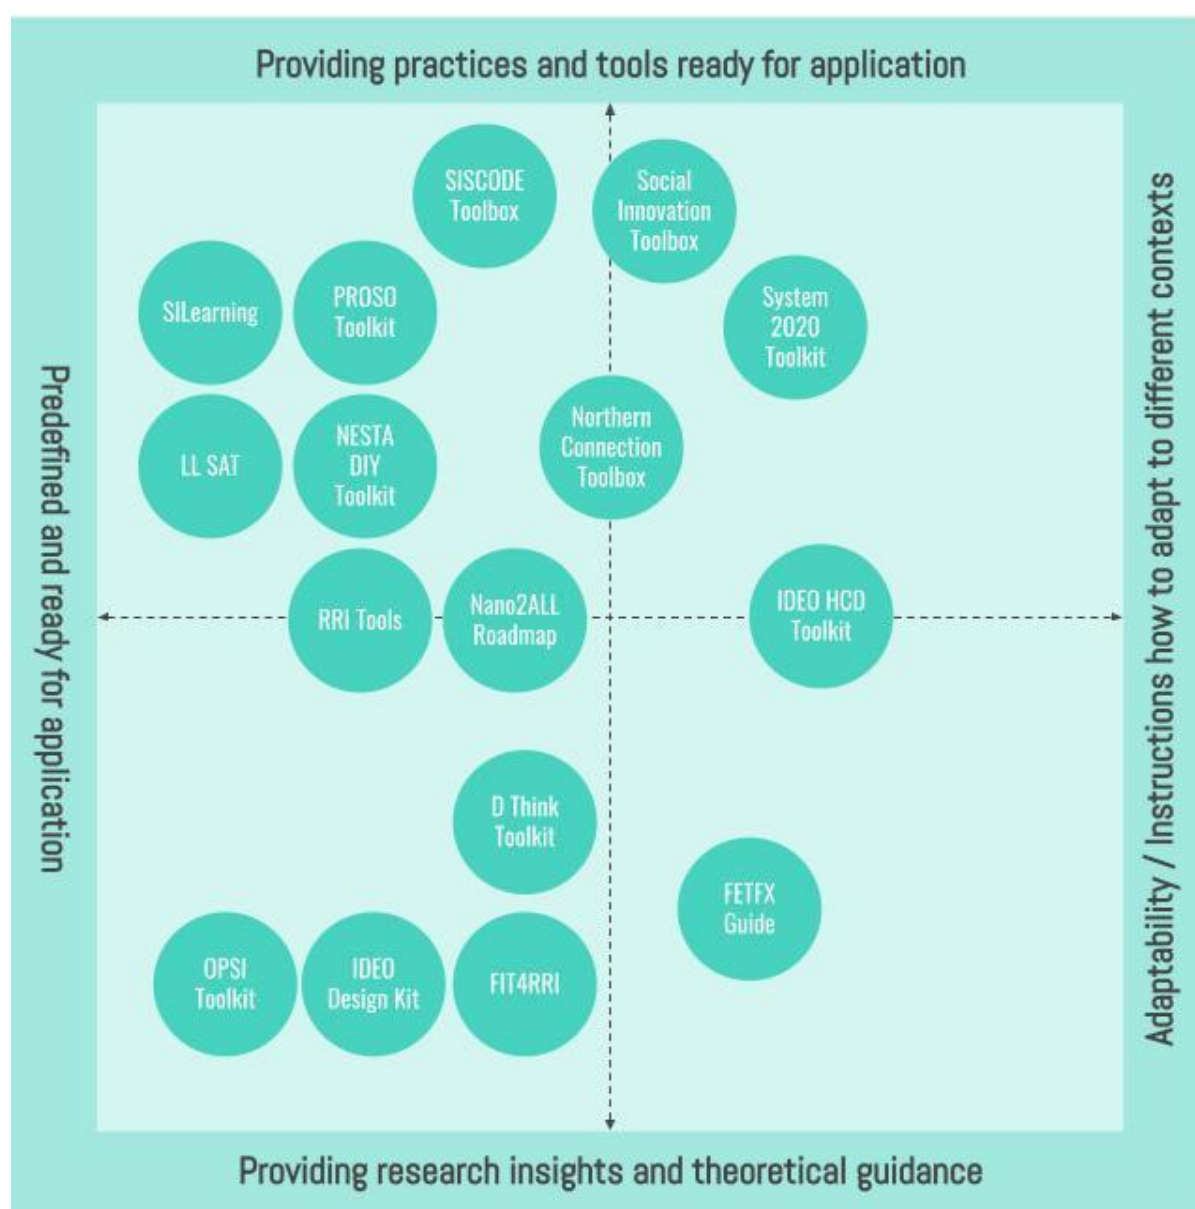 Providing practices and tools ready for application
SISCODE
Toolbox
Social
Innovation
Toolbox
SILearning
PROSO
Toolkit
System
2020
Toolkit
LL SAT
NESTA
DIY
Toolkit
Northern
Connection
Toolbox
RRI Tools
Nano2ALL
Roadmap
IDEO HCD
Toolkit
D Think
Toolkit
FETFX
Guide
OPSI
Toolkit
IDEO
Design Kit
FIT4RRI
Predefined and ready for application
Adaptability / Instructions how to adapt to different contexts
Providing research insights and theoretical guidance